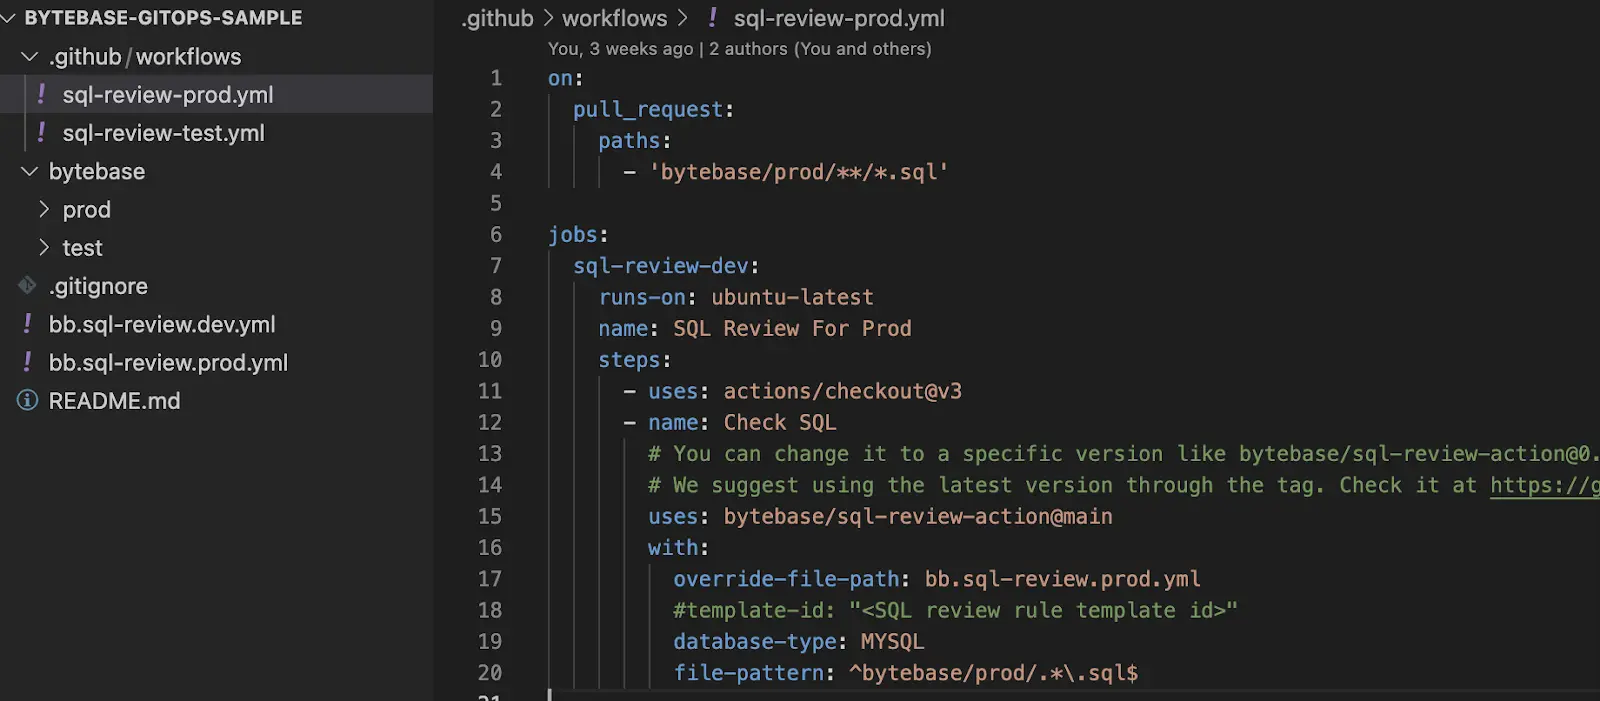 BYTEBASE-GITOPS-SAMPLE
.github/workflows
! sql-review-prod.yml
! sql-review-test.yml
bytebase
prod
test
.gitignore
! bb.sql-review.dev.yml
! bb.sql-review.prod.yml
README.md
.github > workflows > ! sql-review-prod.yml
You, 3 weeks ago | 2 authors (You and others)
1 on:
2 pull_request:
3 paths:
4 - 'bytebase/prod/**/*.sql'
5
6 jobs:
7 sql-review-dev:
8 runs-on: ubuntu-latest
9 name: SQL Review For Prod
10 steps:
11 - uses: actions/checkout@v3
12 - name: Check SQL
13 # You can change it to a specific version like bytebase/sql-review-action@0.
14 # We suggest using the latest version through the tag. Check it at https://g
15 uses: bytebase/sql-review-action@main
16 with:
17 override-file-path: bb.sql-review.prod.yml
18 #template-id: "<SQL review rule template id>"
19 database-type: MYSQL
20 file-pattern: ^bytebase/prod/.*\.sql$
21